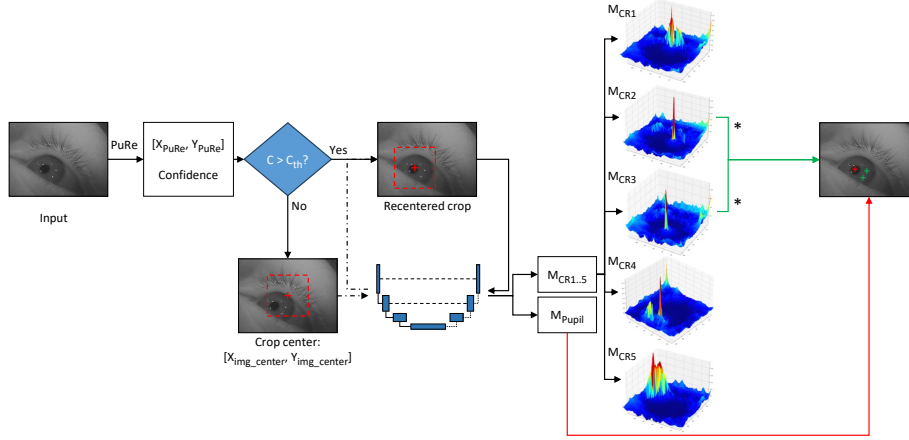 Input
PuRe
[X_PuRe, Y_PuRe]
Confidence
C > C_th?
Yes
No
Recentered crop
Crop center:
[X_img_center, Y_img_center]
M_CR1..5
M_Pupil
M_CR1
M_CR2
M_CR3
M_CR4
M_CR5
*
*